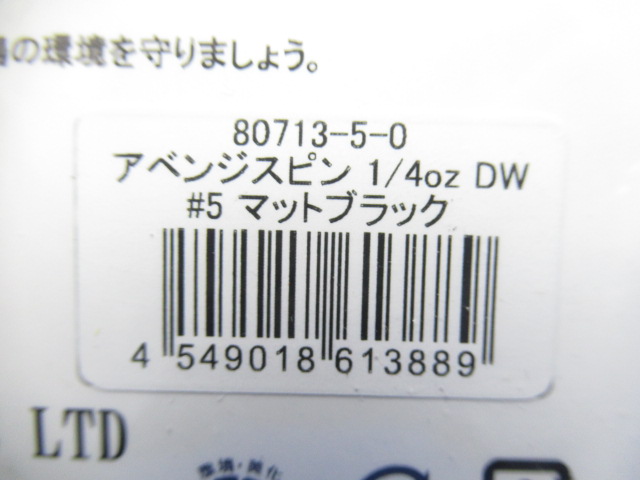 の環境を守りましょう。
80713-5-0
アベンジスピン 1/4oz DW
#5 マットブラック
4 549018 613889
LTD